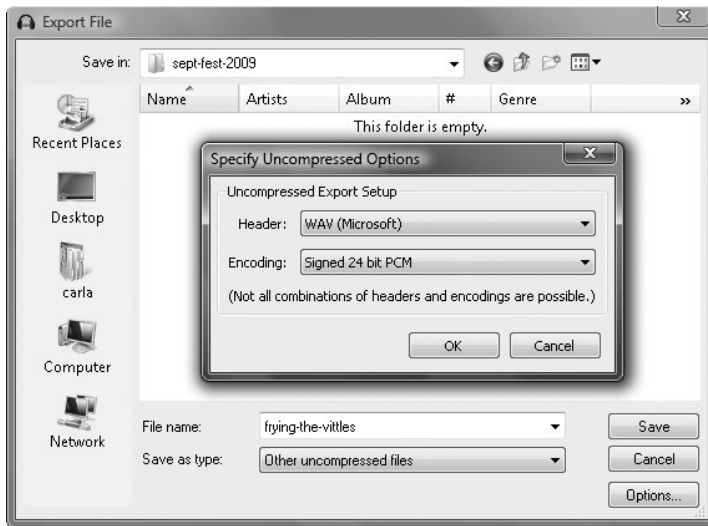 Export File
Save in: sept-fest-2009
Name Artists Album # Genre »
This folder is empty.
Recent Places
Desktop
carla
Computer
Network
Specify Uncompressed Options
Uncompressed Export Setup
Header: WAV (Microsoft)
Encoding: Signed 24 bit PCM
(Not all combinations of headers and encodings are possible.)
OK Cancel
File name: frying-the-vittles Save
Save as type: Other uncompressed files Cancel
Options...